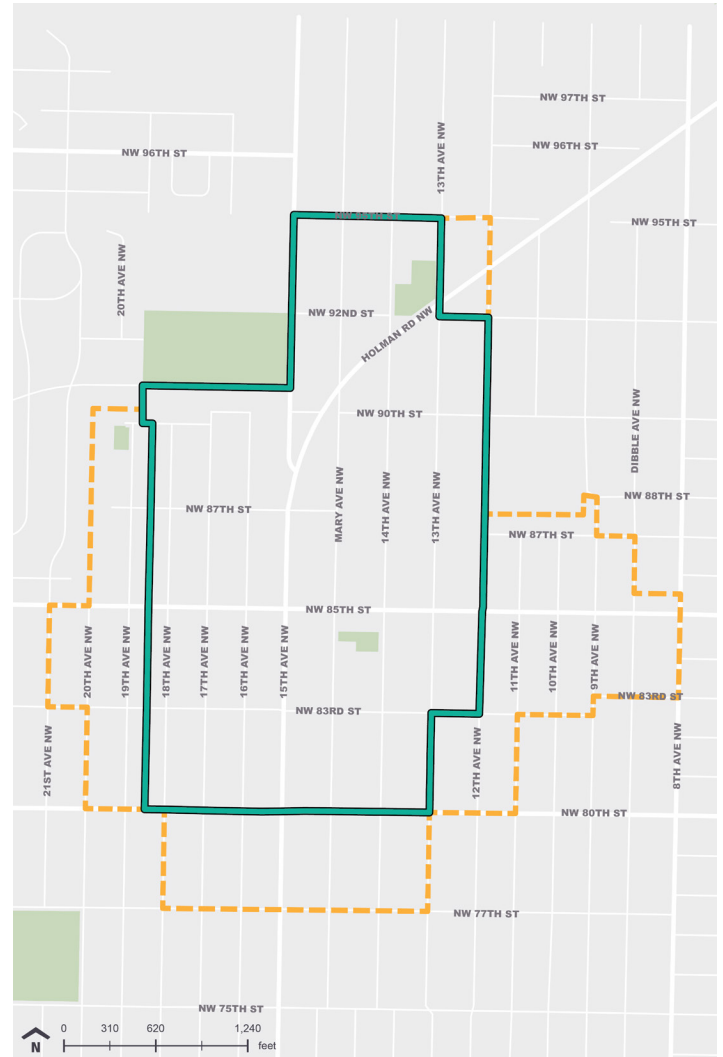 NW 97TH ST
13TH AVE NW
NW 96TH ST
NW 96TH ST
NW 95TH ST
20TH AVE NW
NW 92ND ST
HOLMAN RD NW
NW 90TH ST
DIBBLE AVE NW
MARY AVE NW
14TH AVE NW
13TH AVE NW
NW 88TH ST
NW 87TH ST
NW 87TH ST
NW 85TH ST
20TH AVE NW
19TH AVE NW
18TH AVE NW
17TH AVE NW
16TH AVE NW
15TH AVE NW
11TH AVE NW
10TH AVE NW
9TH AVE NW
NW 83RD ST
NW 83RD ST
21ST AVE NW
12TH AVE NW
8TH AVE NW
NW 80TH ST
NW 77TH ST
NW 75TH ST
N
0 310 620 1,240
feet